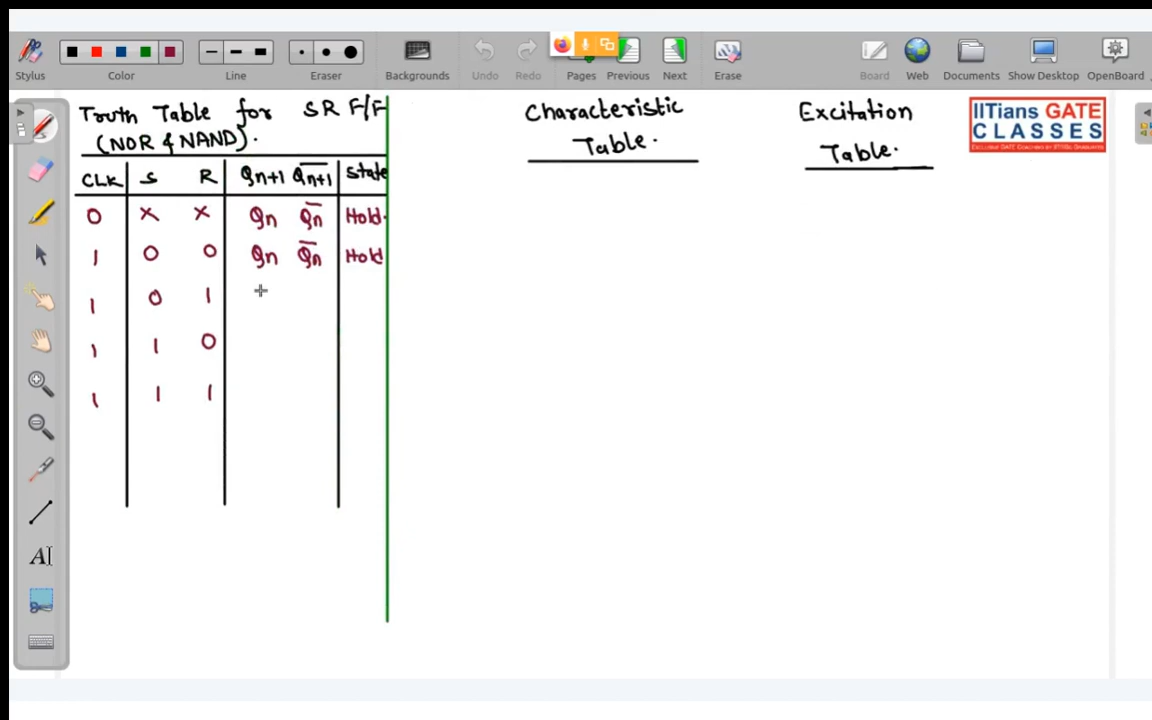 Stylus Color Line Eraser Backgrounds Undo Redo Pages Previous Next Erase Board Web Documents Show Desktop OpenBoard
Truth Table for SR F/F
(NOR & NAND).
CLK S R Qn+1 Q̅n+1 State
0 × × Qn Q̅n Hold.
1 0 0 Qn Q̅n Hold
1 0 1
1 1 0
1 1 1
Characteristic
Table.
Excitation
Table.
IITians GATE
CLASSES